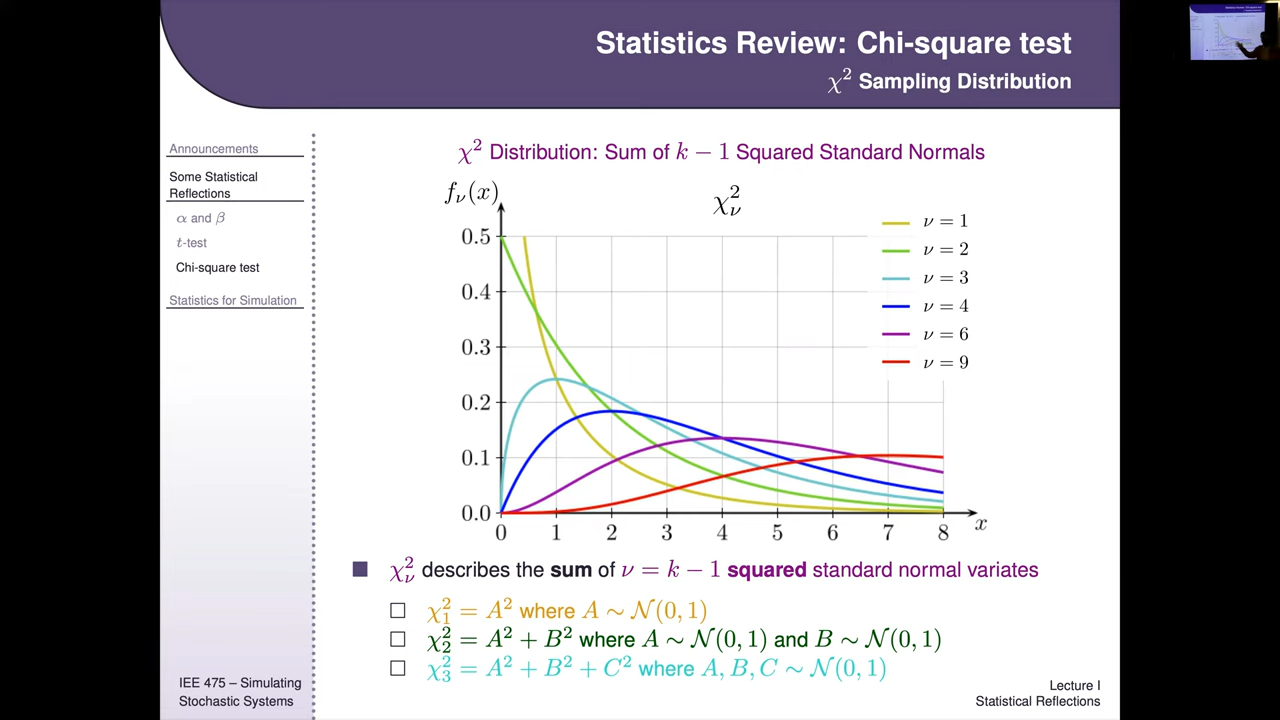 Statistics Review: Chi-square test
χ² Sampling Distribution
Announcements
Some Statistical
Reflections
α and β
t-test
Chi-square test
Statistics for Simulation
χ² Distribution: Sum of k − 1 Squared Standard Normals
f_ν(x)
χ²_ν
ν = 1
ν = 2
ν = 3
ν = 4
ν = 6
ν = 9
0.5
0.4
0.3
0.2
0.1
0.0
0 1 2 3 4 5 6 7 8 x
χ²_ν describes the sum of ν = k − 1 squared standard normal variates
χ²₁ = A² where A ∼ N(0, 1)
χ²₂ = A² + B² where A ∼ N(0, 1) and B ∼ N(0, 1)
χ²₃ = A² + B² + C² where A, B, C ∼ N(0, 1)
IEE 475 – Simulating
Stochastic Systems
Lecture I
Statistical Reflections